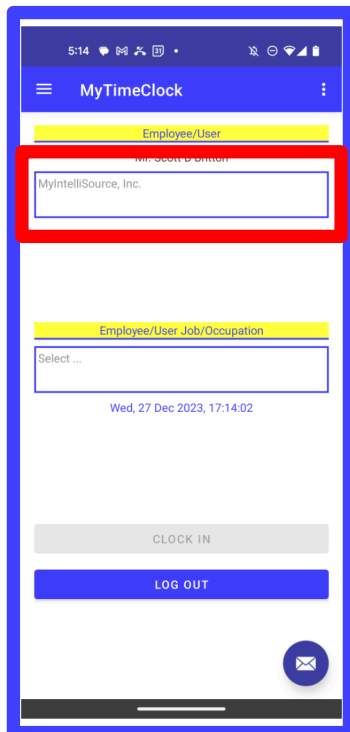 5:14
31
MyTimeClock
Employee/User
Mr. Scott B Britton
MyIntelliSource, Inc.
Employee/User Job/Occupation
Select ...
Wed, 27 Dec 2023, 17:14:02
CLOCK IN
LOG OUT